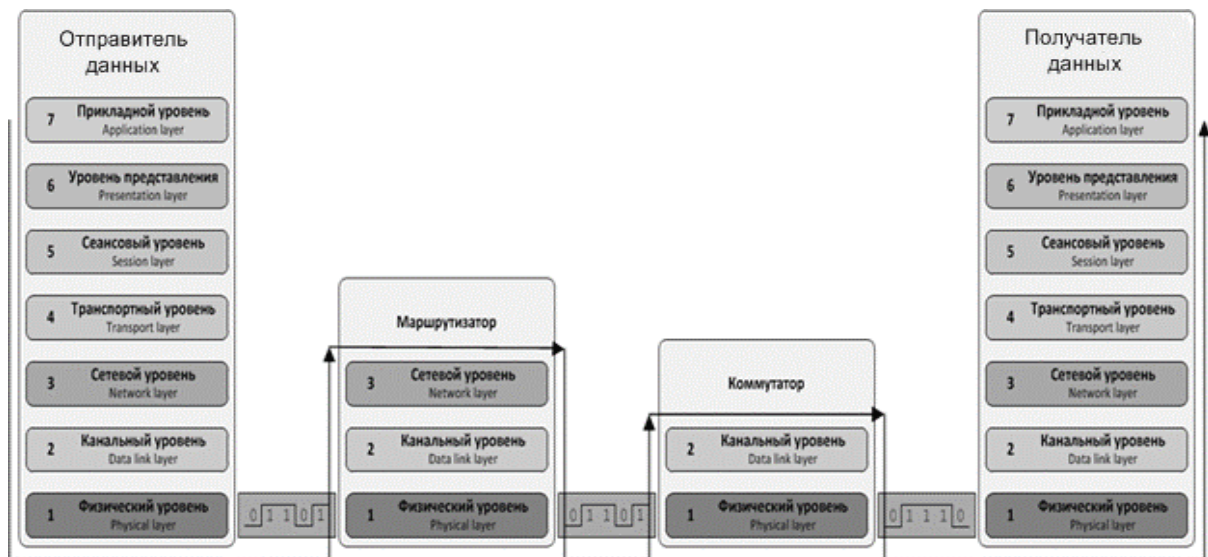 Отправитель
данных
7 Прикладной уровень
Application layer
6 Уровень представления
Presentation layer
5 Сеансовый уровень
Session layer
4 Транспортный уровень
Transport layer
3 Сетевой уровень
Network layer
2 Канальный уровень
Data link layer
1 Физический уровень
Physical layer
0 1 1 0 1
Маршрутизатор
3 Сетевой уровень
Network layer
2 Канальный уровень
Data link layer
1 Физический уровень
Physical layer
0 1 1 0 1
Коммутатор
2 Канальный уровень
Data link layer
1 Физический уровень
Physical layer
0 1 1 1 0
Получатель
данных
7 Прикладной уровень
Application layer
6 Уровень представления
Presentation layer
5 Сеансовый уровень
Session layer
4 Транспортный уровень
Transport layer
3 Сетевой уровень
Network layer
2 Канальный уровень
Data link layer
1 Физический уровень
Physical layer